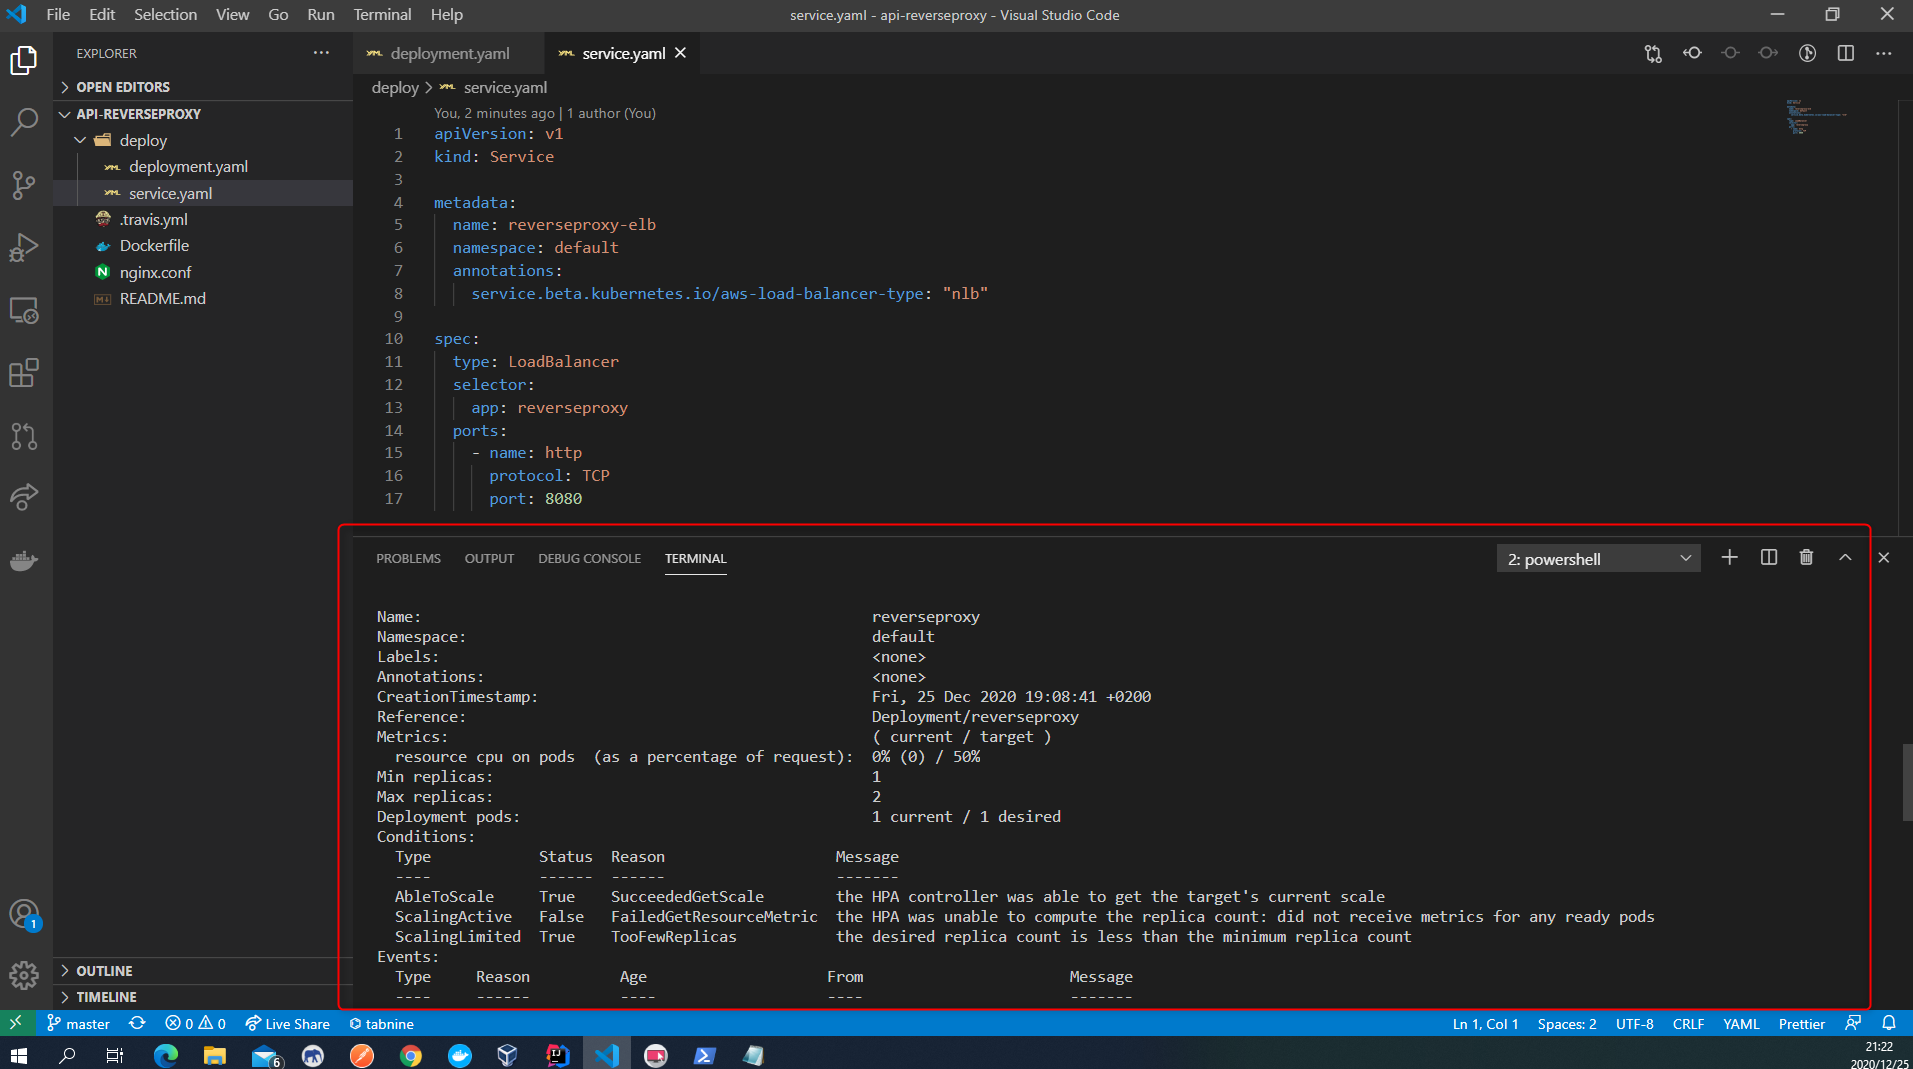 File Edit Selection View Go Run Terminal Help
service.yaml - api-reverseproxy - Visual Studio Code
EXPLORER
OPEN EDITORS
API-REVERSEPROXY
deploy
deployment.yaml
service.yaml
.travis.yml
Dockerfile
nginx.conf
README.md
OUTLINE
TIMELINE
1
deployment.yaml
service.yaml
deploy > service.yaml
You, 2 minutes ago | 1 author (You)
1 apiVersion: v1
2 kind: Service
3
4 metadata:
5 name: reverseproxy-elb
6 namespace: default
7 annotations:
8 service.beta.kubernetes.io/aws-load-balancer-type: "nlb"
9
10 spec:
11 type: LoadBalancer
12 selector:
13 app: reverseproxy
14 ports:
15 - name: http
16 protocol: TCP
17 port: 8080
PROBLEMS OUTPUT DEBUG CONSOLE TERMINAL
2: powershell
Name: reverseproxy
Namespace: default
Labels: <none>
Annotations: <none>
CreationTimestamp: Fri, 25 Dec 2020 19:08:41 +0200
Reference: Deployment/reverseproxy
Metrics: ( current / target )
resource cpu on pods (as a percentage of request): 0% (0) / 50%
Min replicas: 1
Max replicas: 2
Deployment pods: 1 current / 1 desired
Conditions:
Type Status Reason Message
---- ------ ------ -------
AbleToScale True SucceededGetScale the HPA controller was able to get the target's current scale
ScalingActive False FailedGetResourceMetric the HPA was unable to compute the replica count: did not receive metrics for any ready pods
ScalingLimited True TooFewReplicas the desired replica count is less than the minimum replica count
Events:
Type Reason Age From Message
---- ------ ---- ---- -------
master 0 0 Live Share tabnine
Ln 1, Col 1 Spaces: 2 UTF-8 CRLF YAML Prettier
6
21:22
2020/12/25